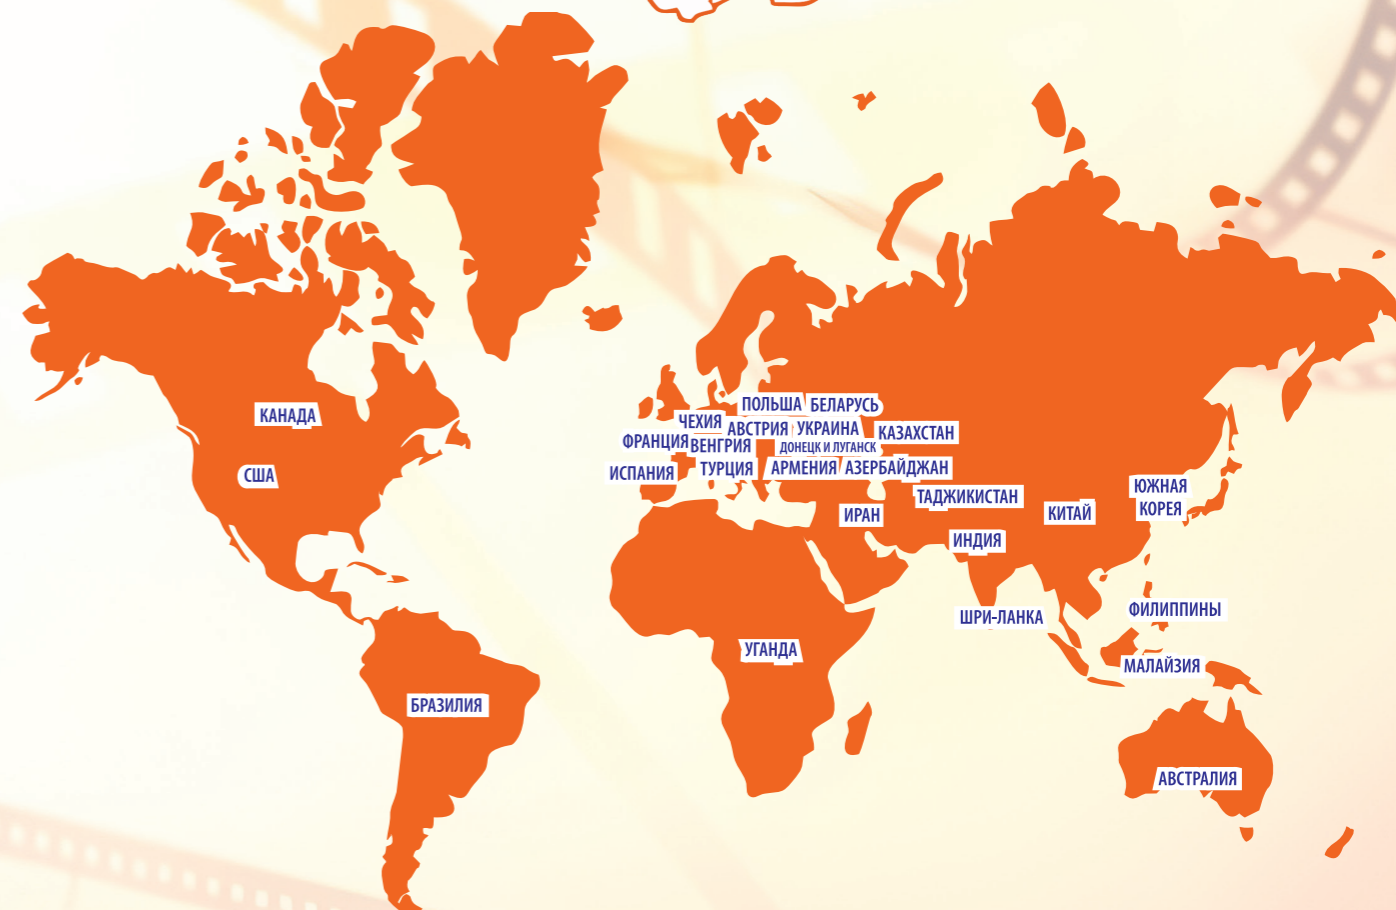 КАНАДА
США
БРАЗИЛИЯ
ПОЛЬША
БЕЛАРУСЬ
ЧЕХИЯ
АВСТРИЯ
УКРАИНА
КАЗАХСТАН
ФРАНЦИЯ
ВЕНГРИЯ
ДОНЕЦК И ЛУГАНСК
ИСПАНИЯ
ТУРЦИЯ
АРМЕНИЯ
АЗЕРБАЙДЖАН
ТАДЖИКИСТАН
ИРАН
КИТАЙ
ЮЖНАЯ
КОРЕЯ
ИНДИЯ
ШРИ-ЛАНКА
ФИЛИППИНЫ
УГАНДА
МАЛАЙЗИЯ
АВСТРАЛИЯ